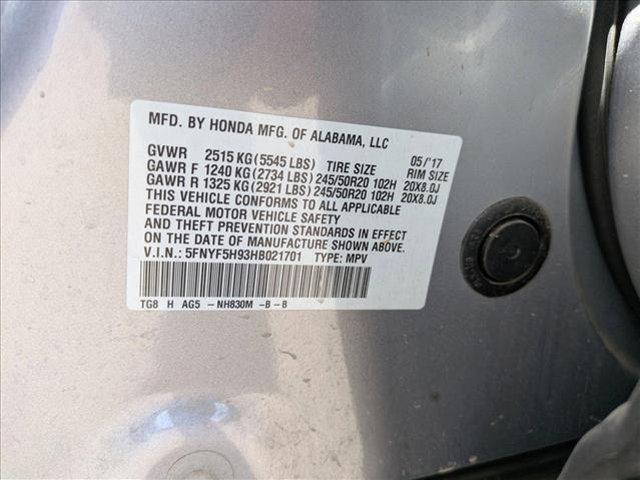 MFD. BY HONDA MFG. OF ALABAMA, LLC
05/'17
GVWR 2515 KG(5545 LBS) TIRE SIZE RIM SIZE
GAWR F 1240 KG(2734 LBS) 245/50R20 102H 20X8.0J
GAWR R 1325 KG(2921 LBS) 245/50R20 102H 20X8.0J
THIS VEHICLE CONFORMS TO ALL APPLICABLE
FEDERAL MOTOR VEHICLE SAFETY
AND THEFT PREVENTION STANDARDS IN EFFECT
ON THE DATE OF MANUFACTURE SHOWN ABOVE.
V.I.N.: 5FNYF5H93HB021701 TYPE: MPV
TG8 H AG5 -NH830M -B-B